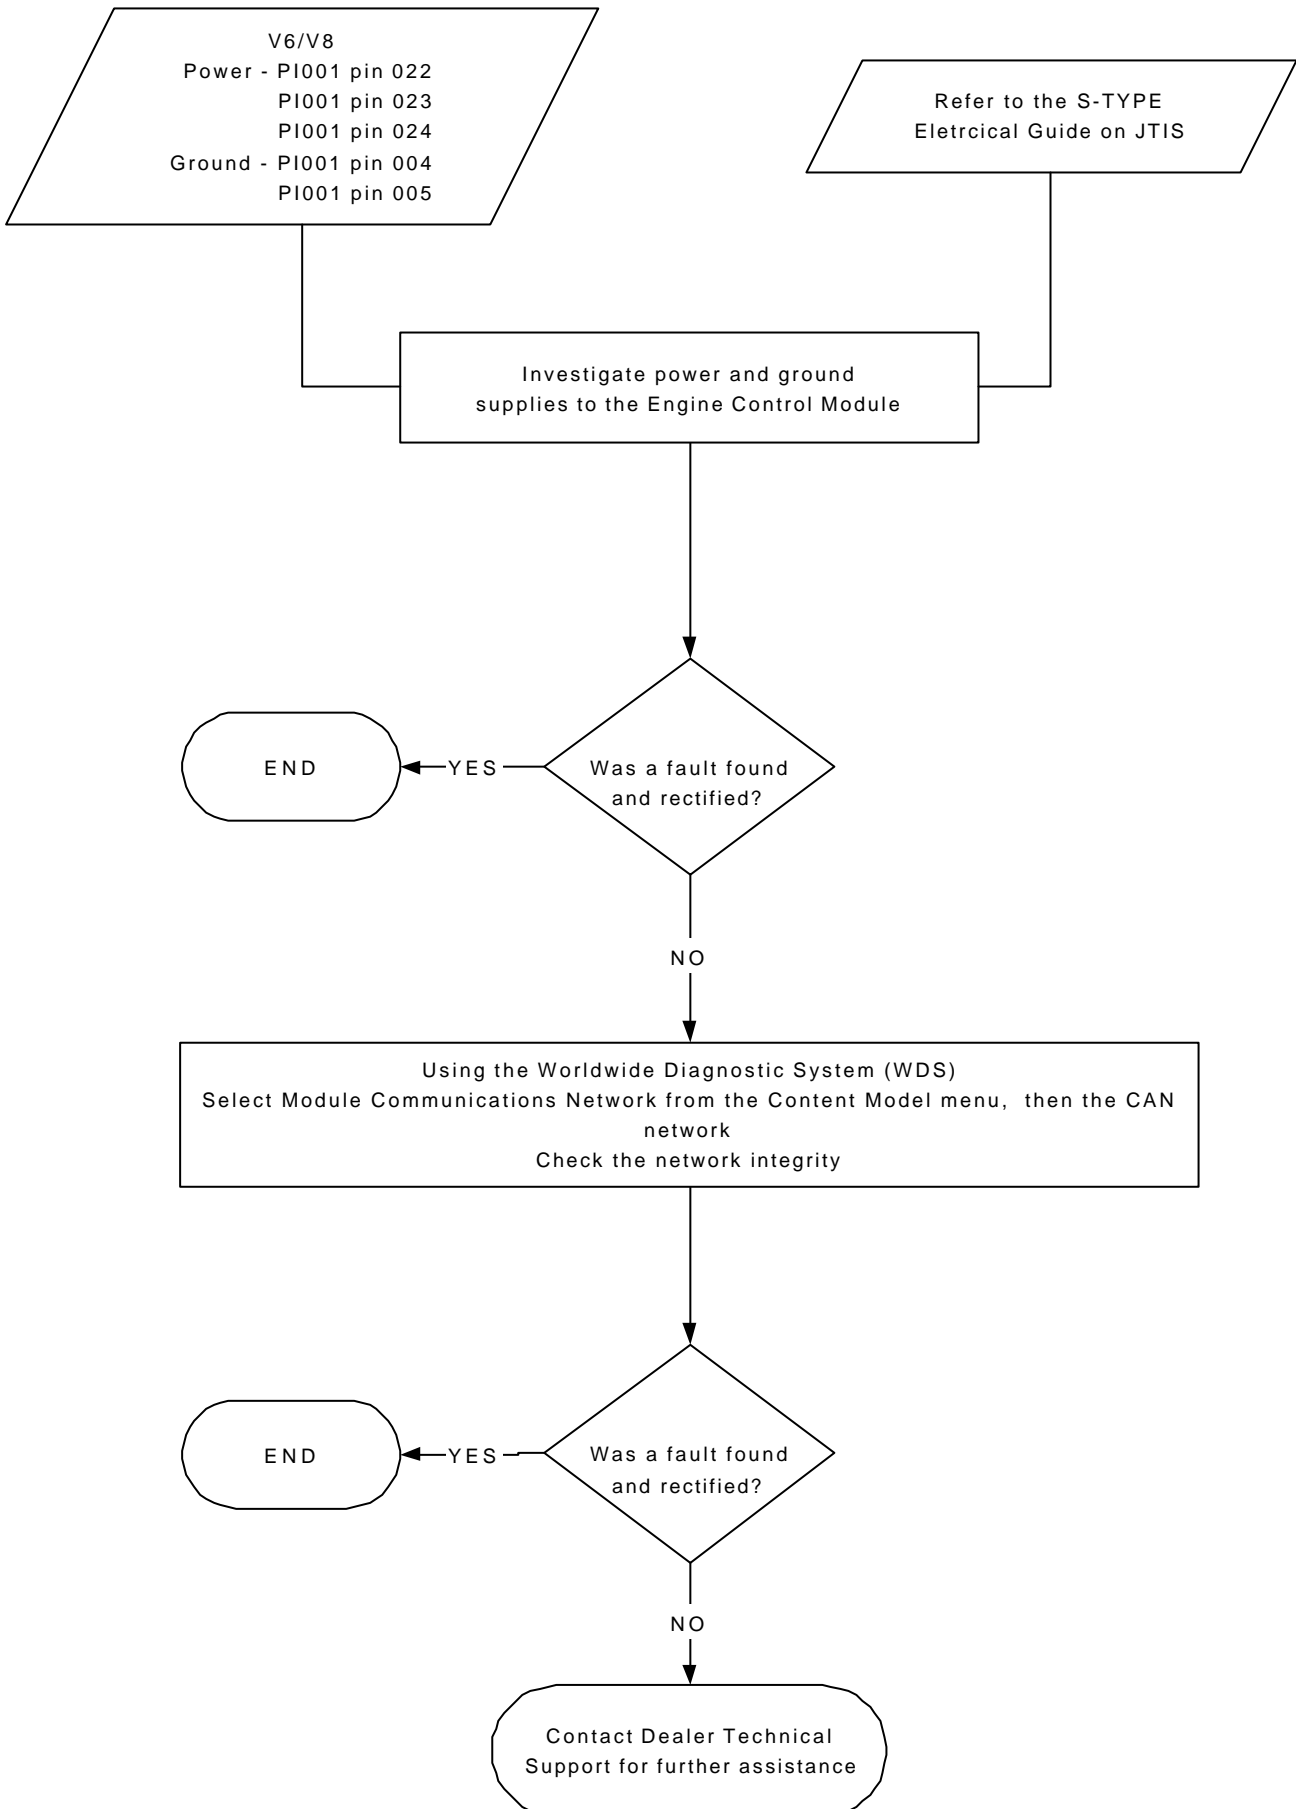 V6/V8
Power - PI001 pin 022
PI001 pin 023
PI001 pin 024
Ground - PI001 pin 004
PI001 pin 005
Refer to the S-TYPE
Eletrcical Guide on JTIS
Investigate power and ground
supplies to the Engine Control Module
Was a fault found
and rectified?
YES
END
NO
Using the Worldwide Diagnostic System (WDS)
Select Module Communications Network from the Content Model menu, then the CAN
network
Check the network integrity
Was a fault found
and rectified?
YES
END
NO
Contact Dealer Technical
Support for further assistance